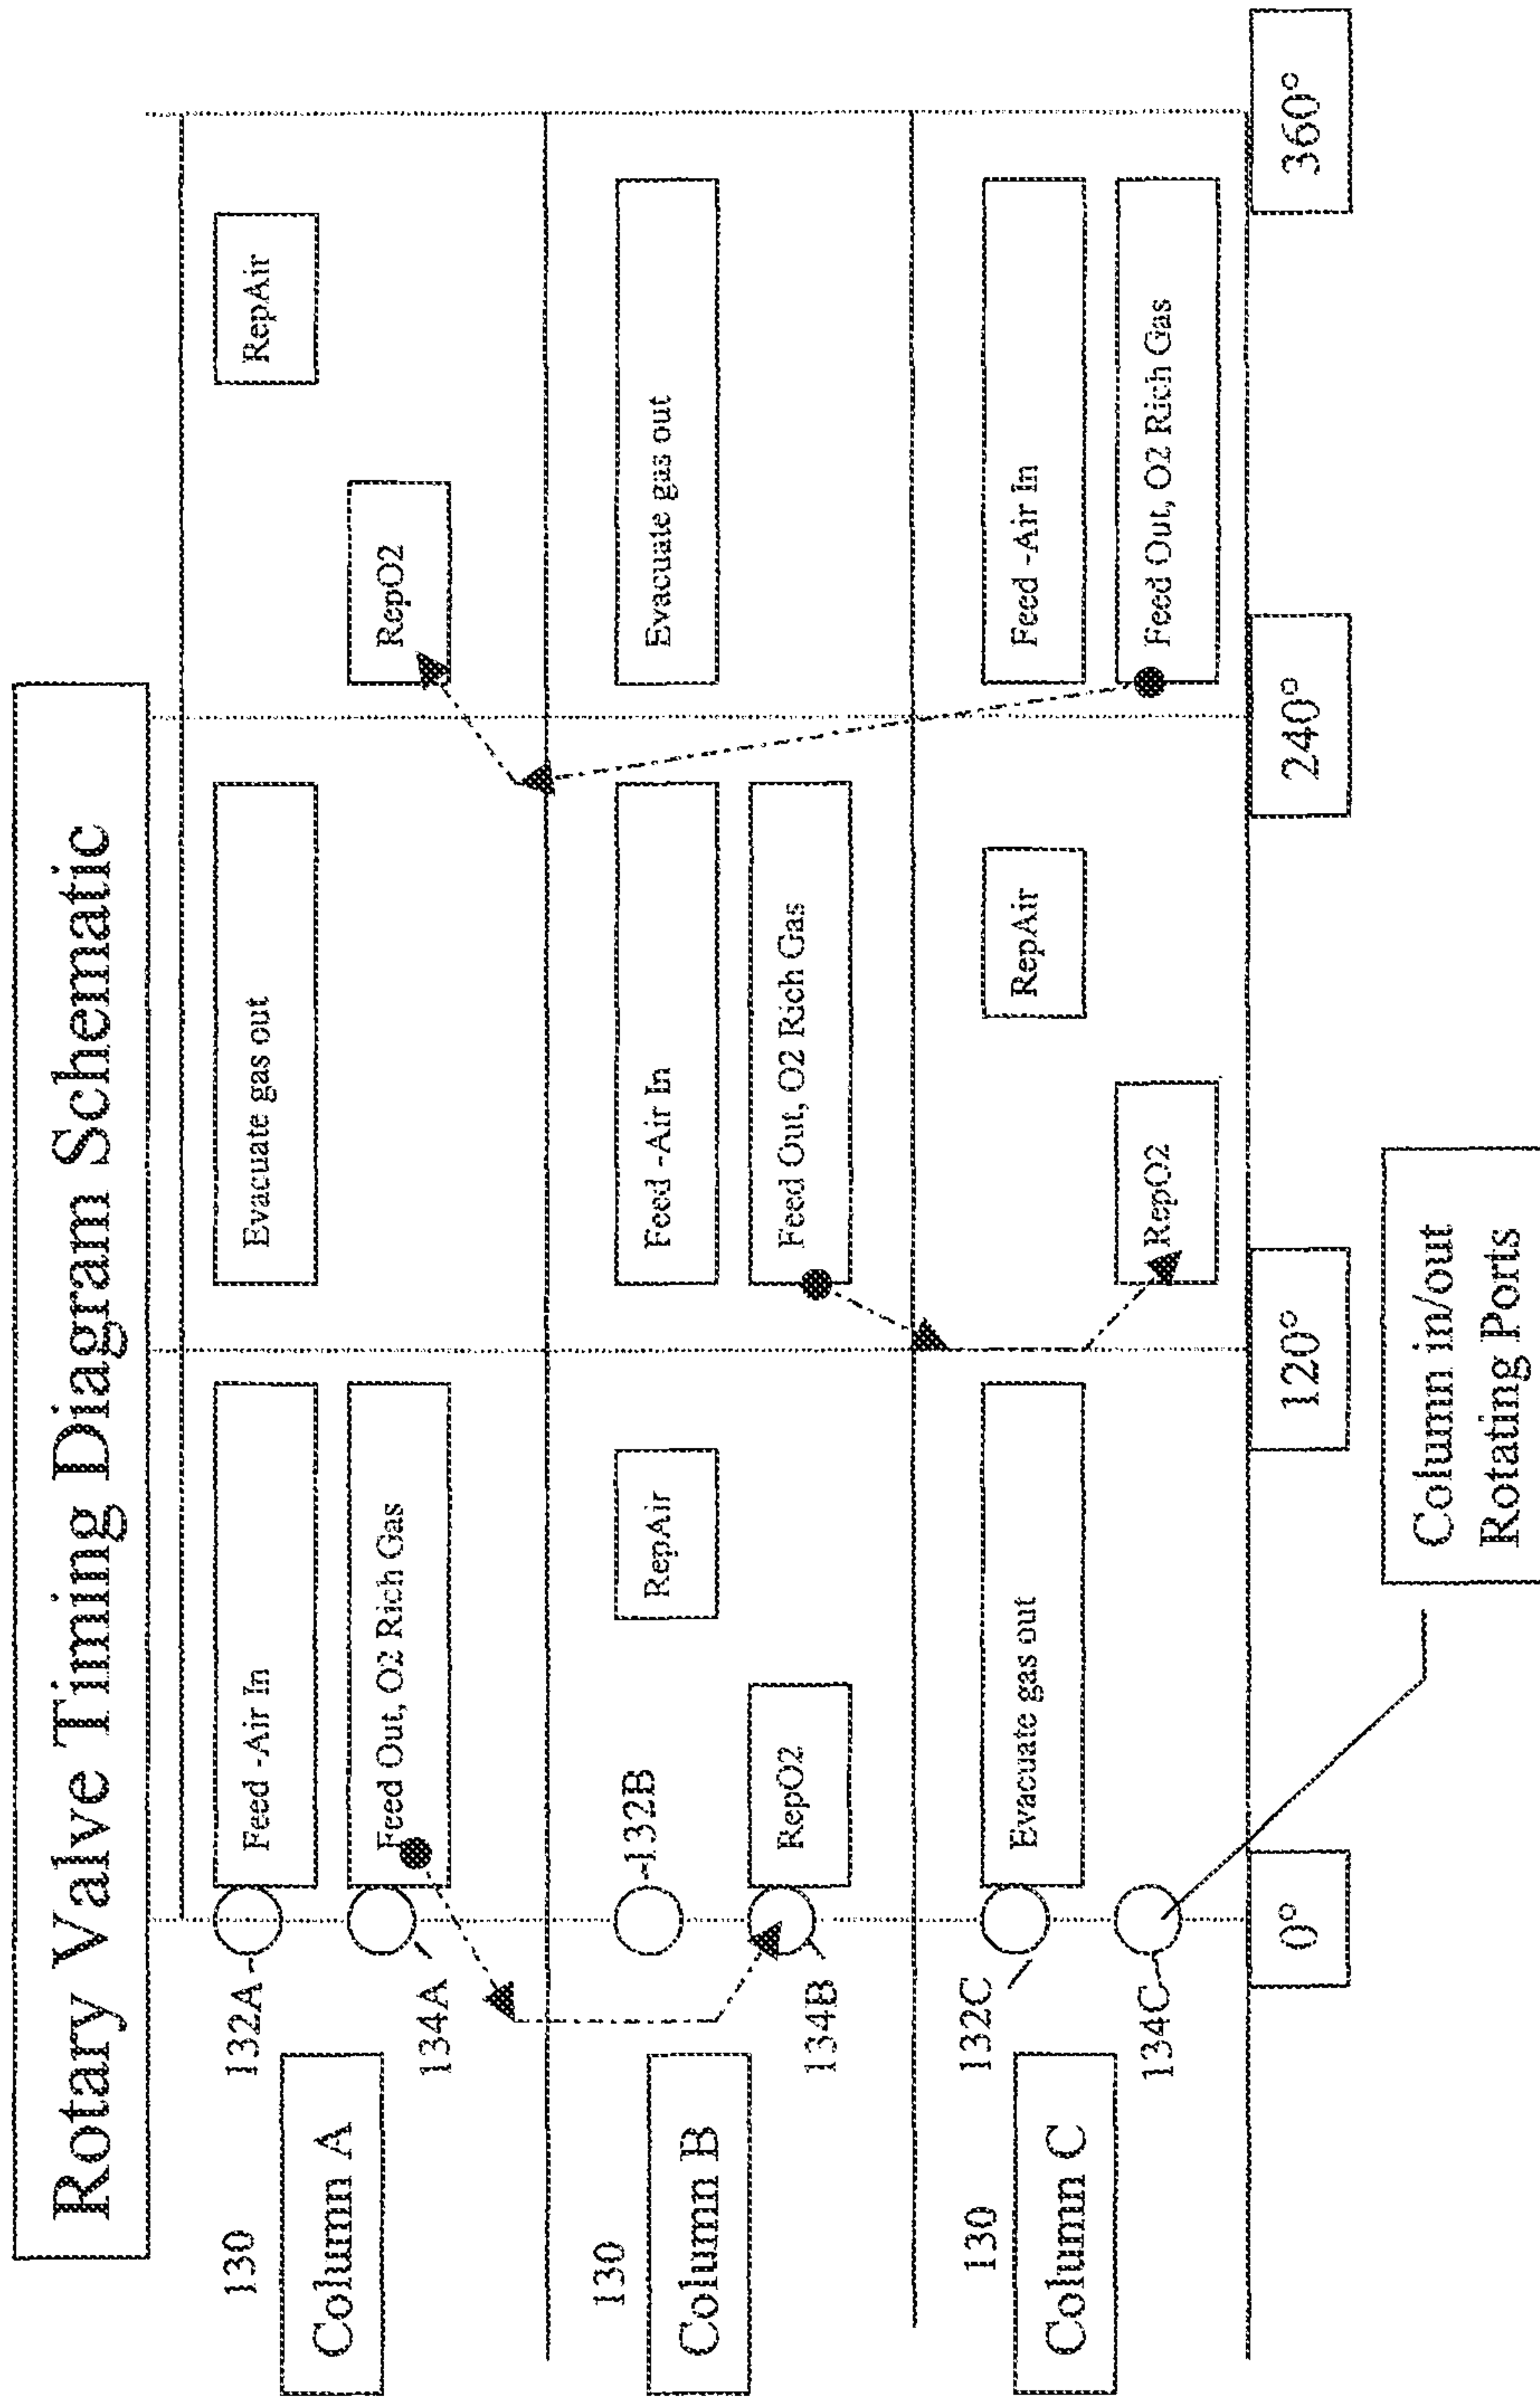 Rotary Valve Timing Diagram Schematic
130
Column A
132A
134A
Feed -Air In
Feed Out, O2 Rich Gas
Evacuate gas out
RepO2
RepAir
130
Column B
132B
134B
RepO2
RepAir
Feed -Air In
Feed Out, O2 Rich Gas
Evacuate gas out
130
Column C
132C
134C
Evacuate gas out
RepO2
RepAir
Feed -Air In
Feed Out, O2 Rich Gas
0°
120°
240°
360°
Column in/out
Rotating Ports